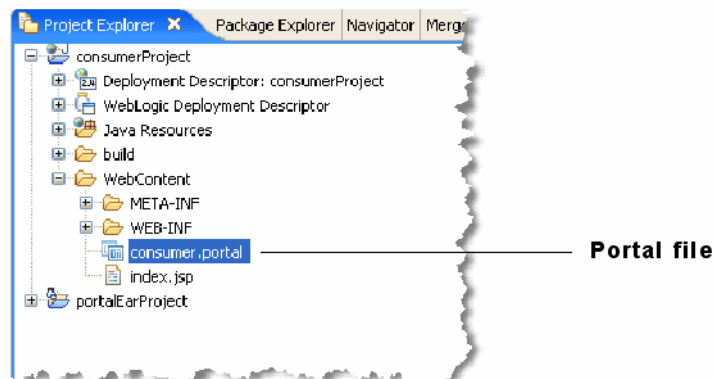 Project Explorer Package Explorer Navigator
consumerProject
Deployment Descriptor: consumerProject
WebLogic Deployment Descriptor
Java Resources
build
WebContent
META-INF
WEB-INF
consumer.portal Portal file
index.jsp
portalEarProject